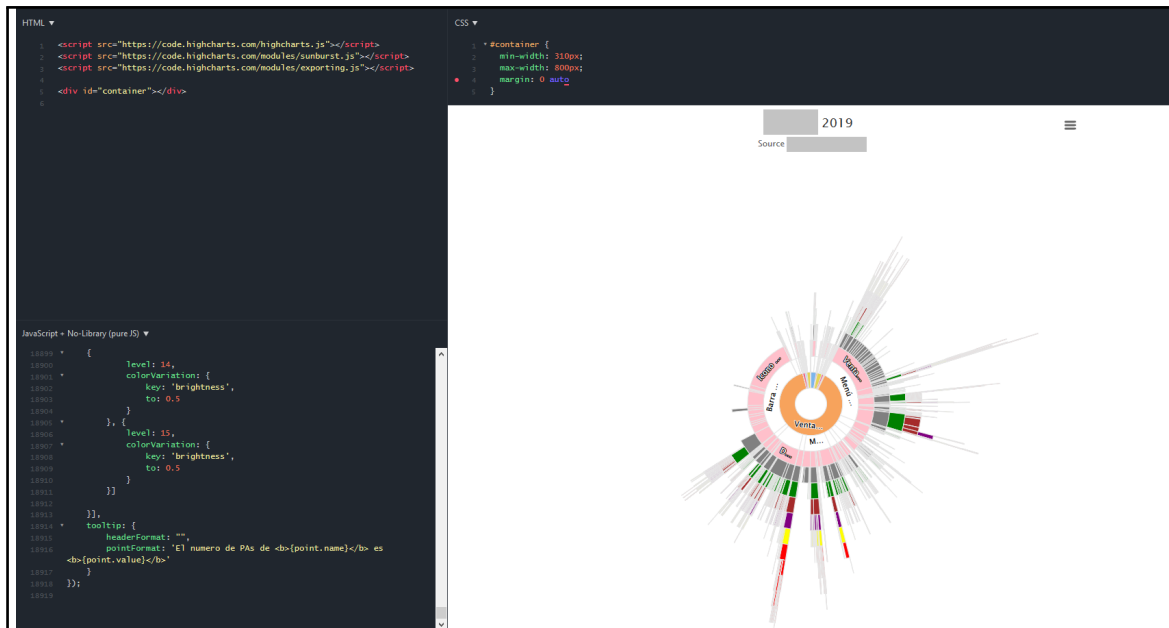 HTML ▼
1 <script src="https://code.highcharts.com/highcharts.js"></script>
2 <script src="https://code.highcharts.com/modules/sunburst.js"></script>
3 <script src="https://code.highcharts.com/modules/exporting.js"></script>
4
5 <div id="container"></div>
6
CSS ▼
1 #container {
2 min-width: 310px;
3 max-width: 800px;
4 margin: 0 auto
5 }
2019
Source
Venta...
Menú ...
Icono ...
Barra ...
Venta...
M...
P...
JavaScript + No-Library (pure JS) ▼
18899 {
18900 level: 14,
18901 colorVariation: {
18902 key: 'brightness',
18903 to: 0.5
18904 }
18905 }, {
18906 level: 15,
18907 colorVariation: {
18908 key: 'brightness',
18909 to: 0.5
18910 }
18911 }]
18912
18913 }],
18914 tooltip: {
18915 headerFormat: "",
18916 pointFormat: 'El numero de PAs de <b>{point.name}</b> es
<b>{point.value}</b>'
18917 }
18918 });
18919